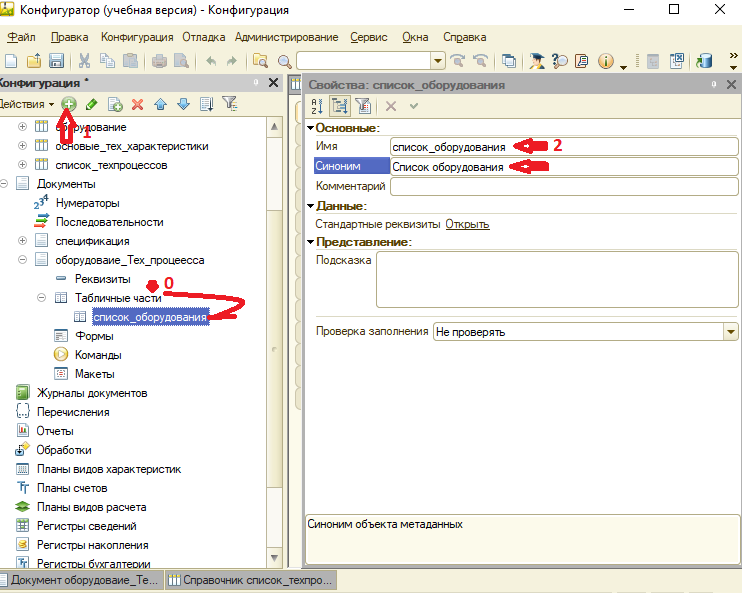 Конфигуратор (учебная версия) - Конфигурация
Файл Правка Конфигурация Отладка Администрирование Сервис Окна Справка
Конфигурация *
Действия
1
оборудование
основые_тех_характеристики
список_техпроцессов
Документы
Нумераторы
Последовательности
спецификация
оборудоваие_Тех_процеесса
Реквизиты
0
Табличные части
список_оборудования
Формы
Команды
Макеты
Журналы документов
Перечисления
Отчеты
Обработки
Планы видов характеристик
Планы счетов
Планы видов расчета
Регистры сведений
Регистры накопления
Регистры бухгалтерии
Свойства: список_оборудования
Основные:
Имя список_оборудования 2
Синоним Список оборудования
Комментарий
Данные:
Стандартные реквизиты Открыть
Представление:
Подсказка
Проверка заполнения Не проверять
Синоним объекта метаданных
Документ оборудоваие_Те... Справочник список_техпро...